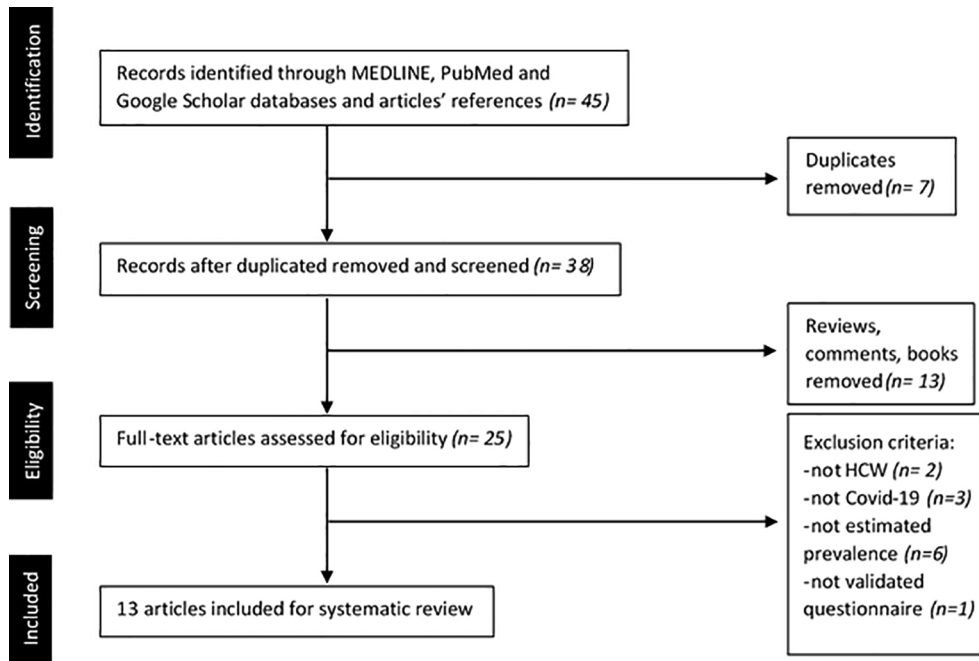 Identification
Records identified through MEDLINE, PubMed and
Google Scholar databases and articles’ references (n= 45)
Duplicates
removed (n= 7)
Screening
Records after duplicated removed and screened (n= 38)
Reviews,
comments, books
removed (n= 13)
Eligibility
Full-text articles assessed for eligibility (n= 25)
Exclusion criteria:
-not HCW (n= 2)
-not Covid-19 (n=3)
-not estimated
prevalence (n=6)
-not validated
questionnaire (n=1)
Included
13 articles included for systematic review